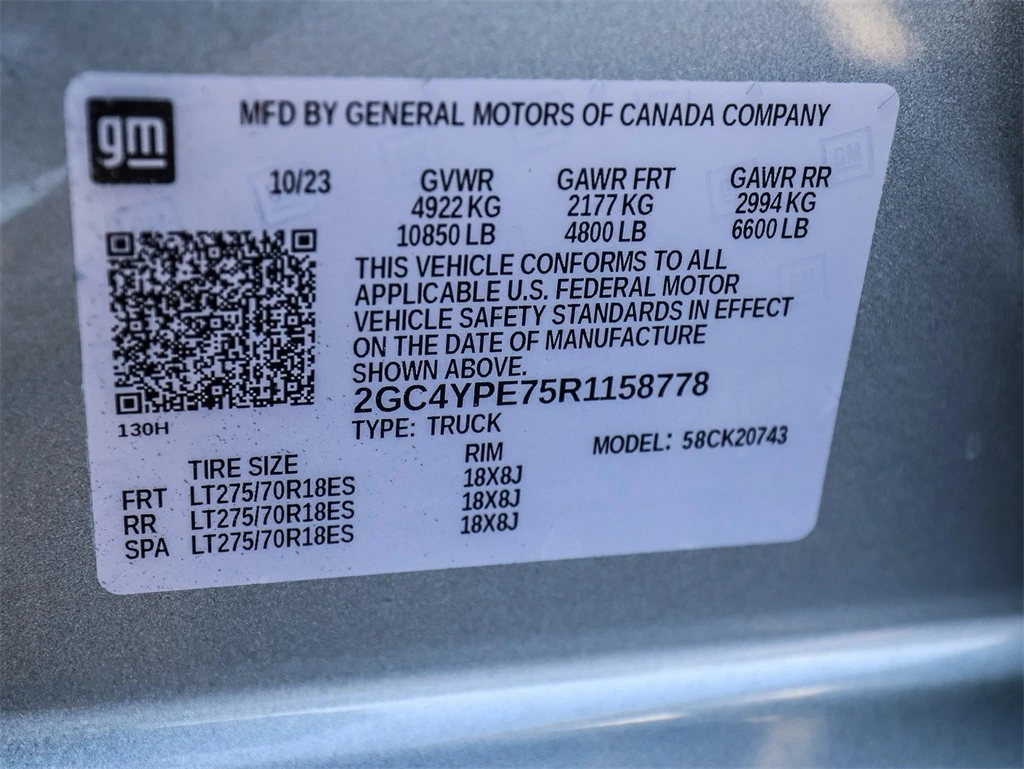 gm
MFD BY GENERAL MOTORS OF CANADA COMPANY
10/23 GVWR GAWR FRT GAWR RR
4922 KG 2177 KG 2994 KG
10850 LB 4800 LB 6600 LB
THIS VEHICLE CONFORMS TO ALL
APPLICABLE U.S. FEDERAL MOTOR
VEHICLE SAFETY STANDARDS IN EFFECT
ON THE DATE OF MANUFACTURE
SHOWN ABOVE.
2GC4YPE75R1158778
130H
TYPE: TRUCK MODEL: 58CK20743
TIRE SIZE RIM
FRT LT275/70R18ES 18X8J
RR LT275/70R18ES 18X8J
SPA LT275/70R18ES 18X8J